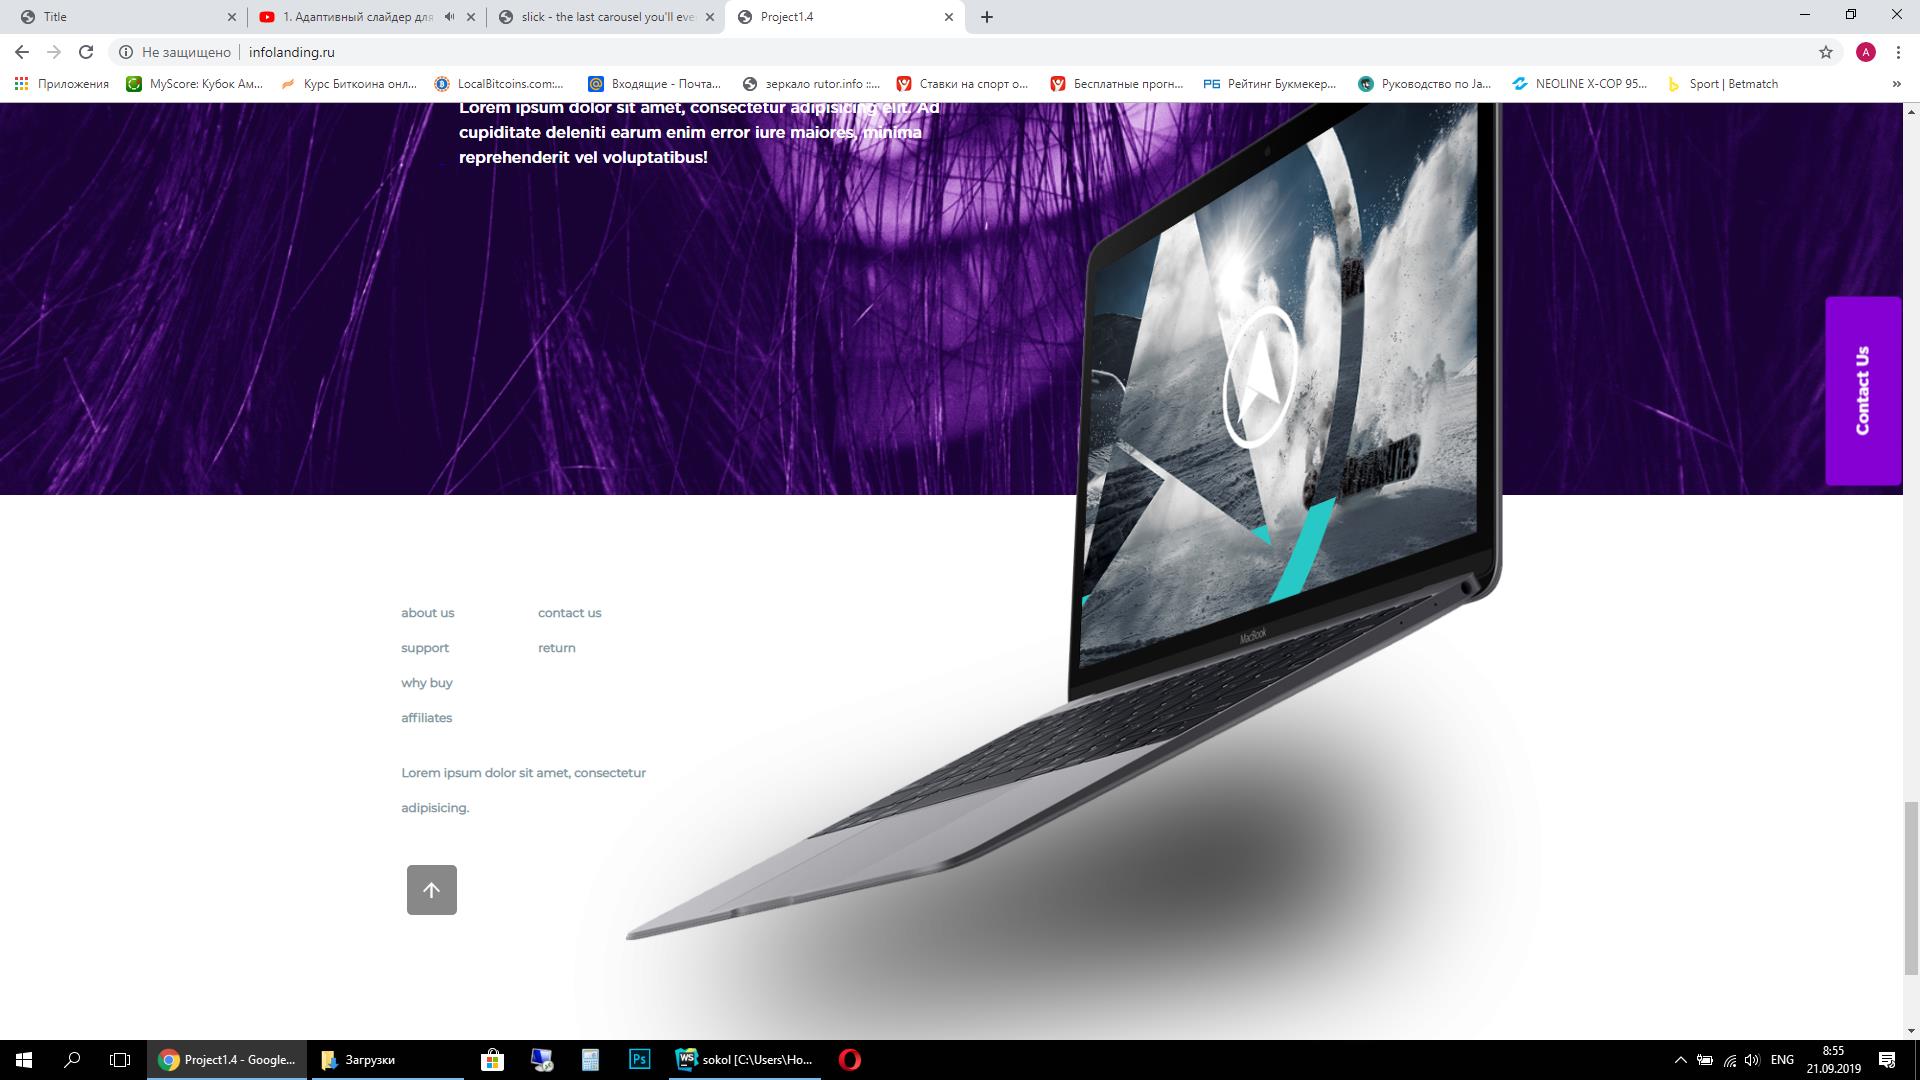 Title
1. Адаптивный слайдер для
slick - the last carousel you'll eve
Project1.4
Не защищено
infolanding.ru
A
Приложения
MyScore: Кубок Ам...
Курс Биткоина онл...
LocalBitcoins.com:...
Входящие - Почта...
зеркало rutor.info ::...
Ставки на спорт о...
Бесплатные прогн...
РБ Рейтинг Букмекер...
Руководство по Ja...
NEOLINE X-COP 95...
Sport | Betmatch
Lorem ipsum dolor sit amet, consectetur adipisicing elit. Ad
cupiditate deleniti earum enim error iure maiores, minima
reprehenderit vel voluptatibus!
Contact Us
MacBook
about us
contact us
support
return
why buy
affiliates
Lorem ipsum dolor sit amet, consectetur
adipisicing.
Project1.4 - Google...
Загрузки
Ps
WS
sokol [C:\Users\Ho...
ENG
8:55
21.09.2019